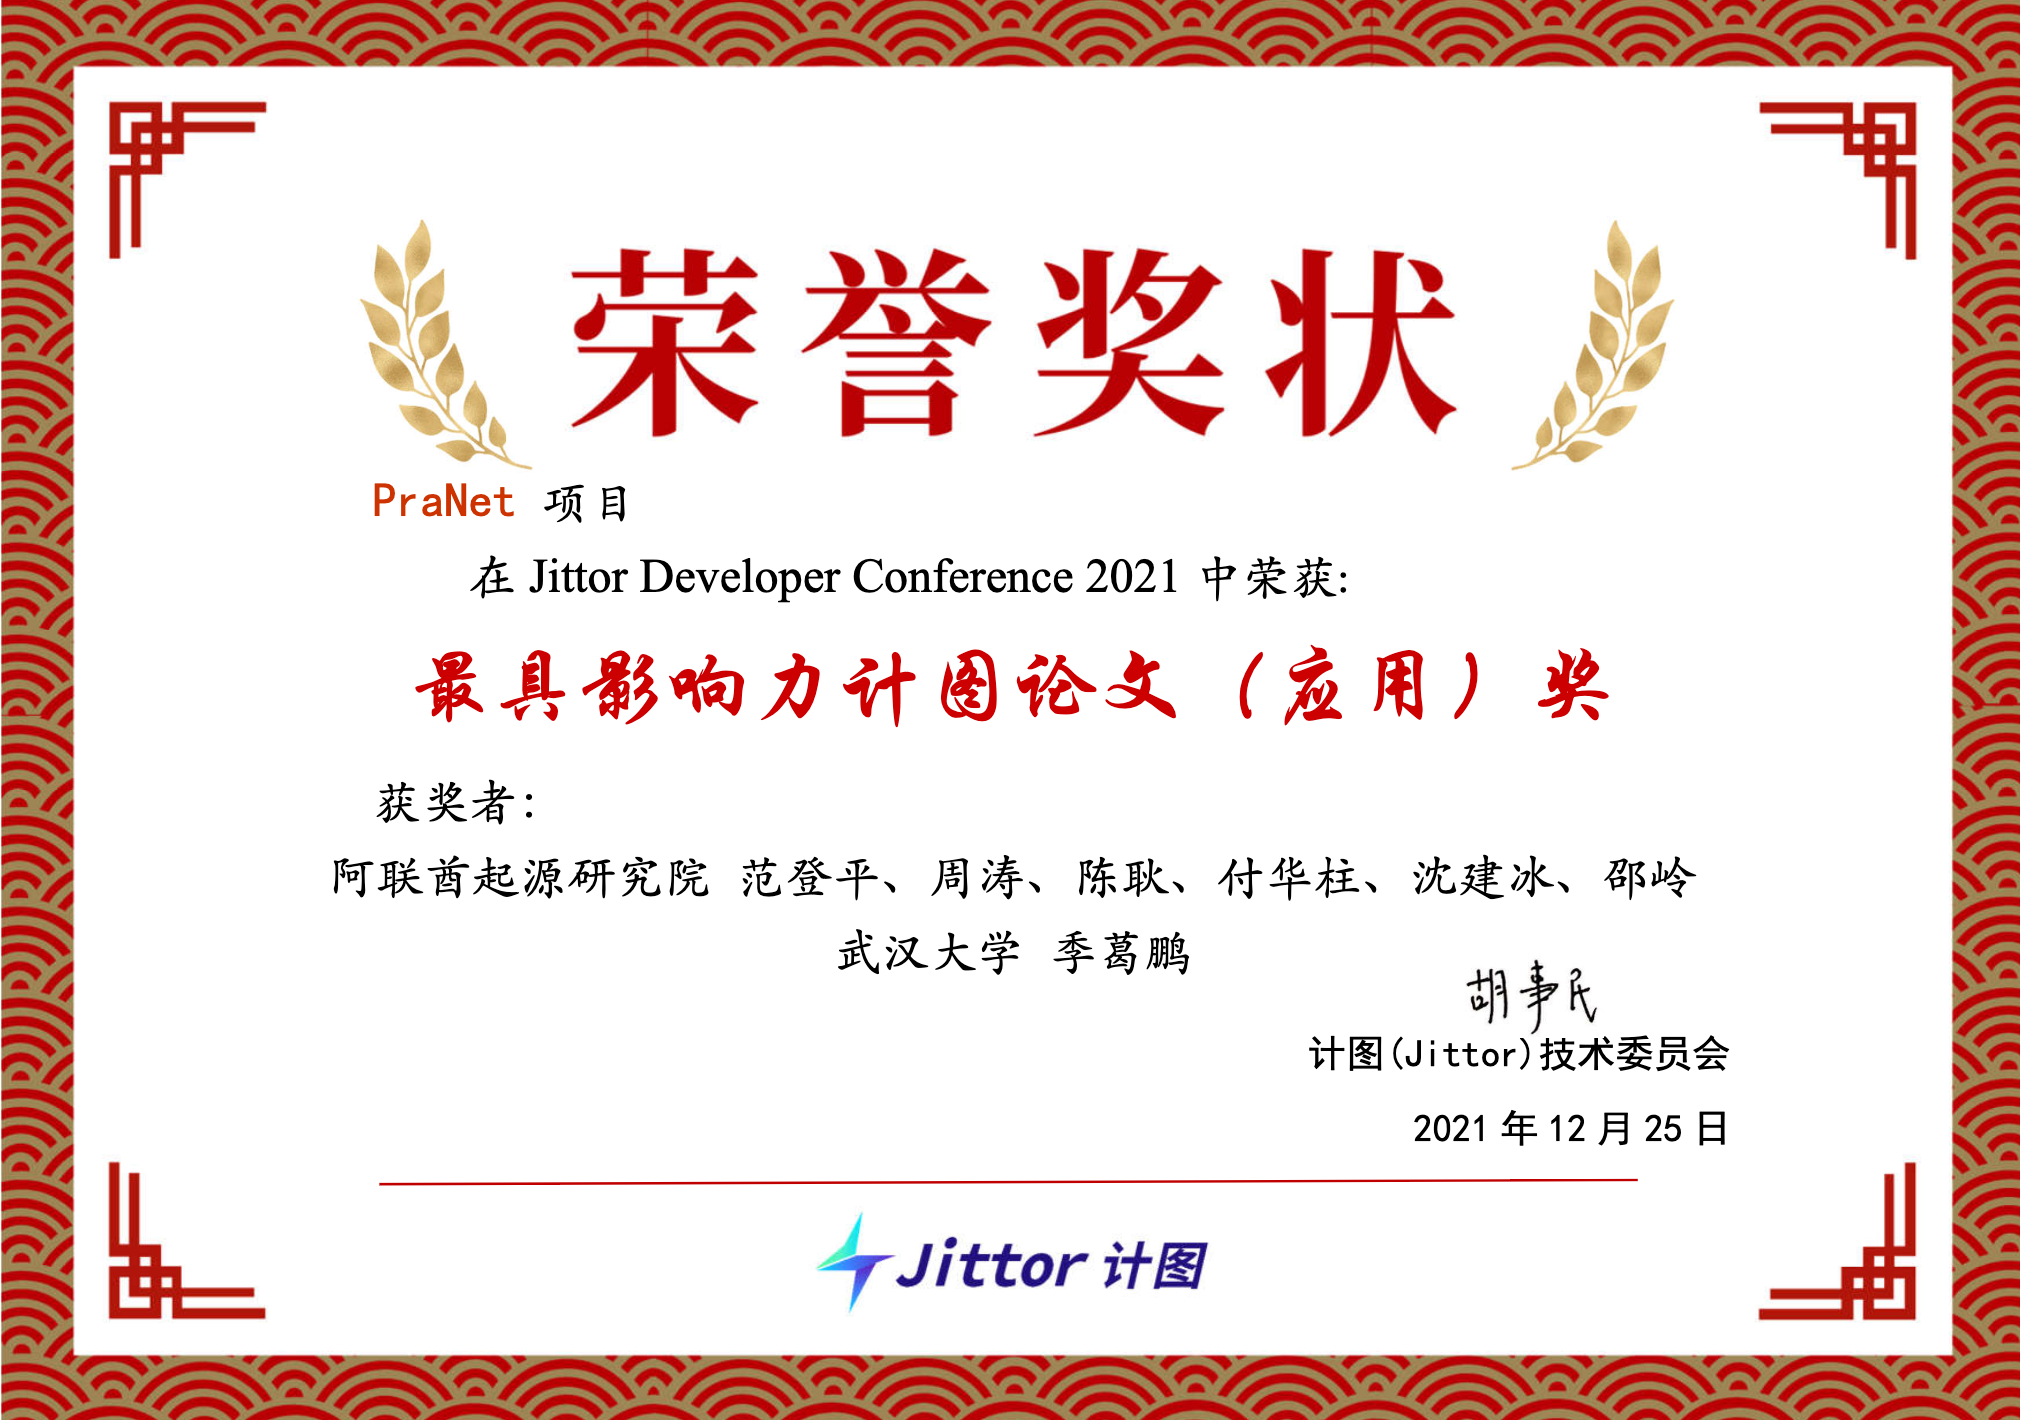 荣誉奖状
PraNet 项目
在 Jittor Developer Conference 2021 中荣获:
最具影响力计图论文（应用）奖
获奖者：
阿联酋起源研究院 范登平、周涛、陈耿、付华柱、沈建冰、邵岭
武汉大学 季葛鹏
胡事民
计图(Jittor)技术委员会
2021 年 12 月 25 日
Jittor 计图